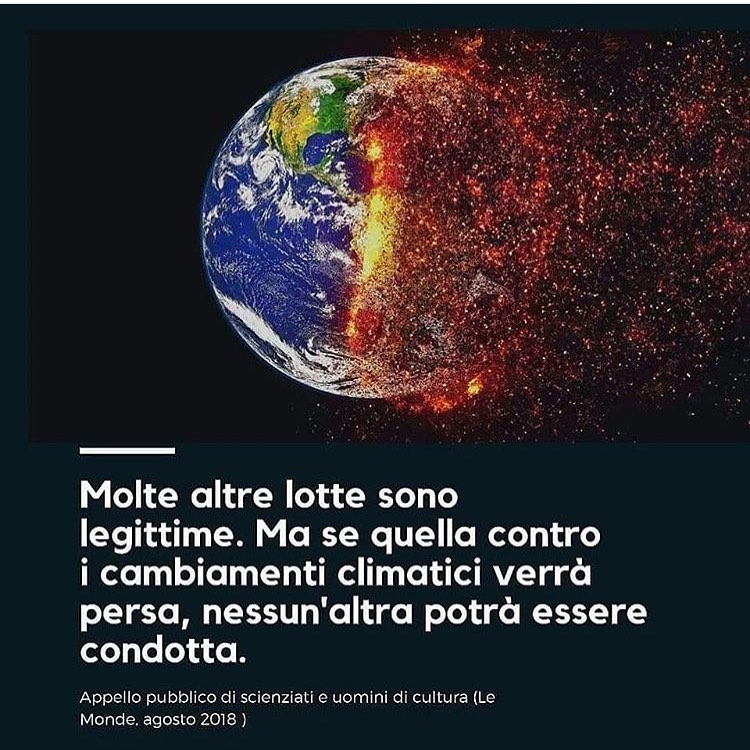 Molte altre lotte sono
legittime. Ma se quella contro
i cambiamenti climatici verrà
persa, nessun'altra potrà essere
condotta.
Appello pubblico di scienziati e uomini di cultura (Le
Monde, agosto 2018 )